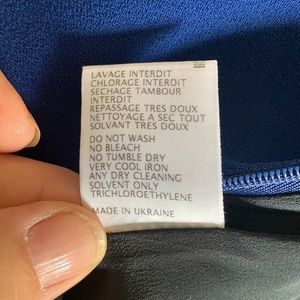 LAVAGE INTERDIT
CHLORAGE INTERDIT
SECHAGE TAMBOUR
INTERDIT
REPASSAGE TRES DOUX
NETTOYAGE A SEC TOUT
SOLVANT TRES DOUX
DO NOT WASH
NO BLEACH
NO TUMBLE DRY
VERY COOL IRON
ANY DRY CLEANING
SOLVENT ONLY
TRICHLOROETHYLENE
MADE IN UKRAINE